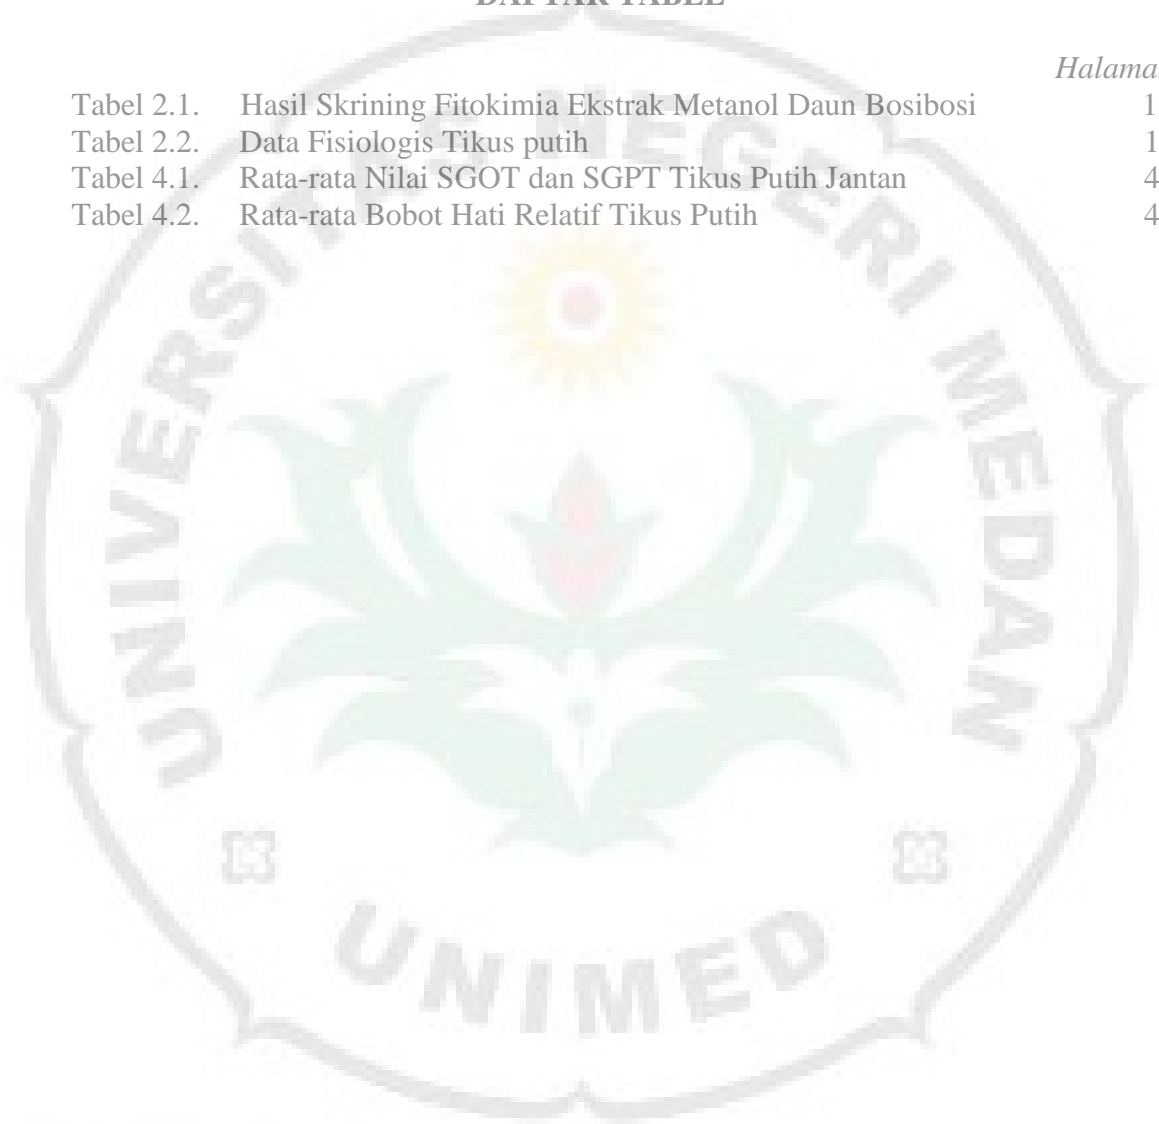 DAFTAR TABEL
Halama
Tabel 2.1. Hasil Skrining Fitokimia Ekstrak Metanol Daun Bosibosi 1
Tabel 2.2. Data Fisiologis Tikus putih 1
Tabel 4.1. Rata-rata Nilai SGOT dan SGPT Tikus Putih Jantan 4
Tabel 4.2. Rata-rata Bobot Hati Relatif Tikus Putih 4
UNIVERSITAS NEGERI MEDAN
UNIMED